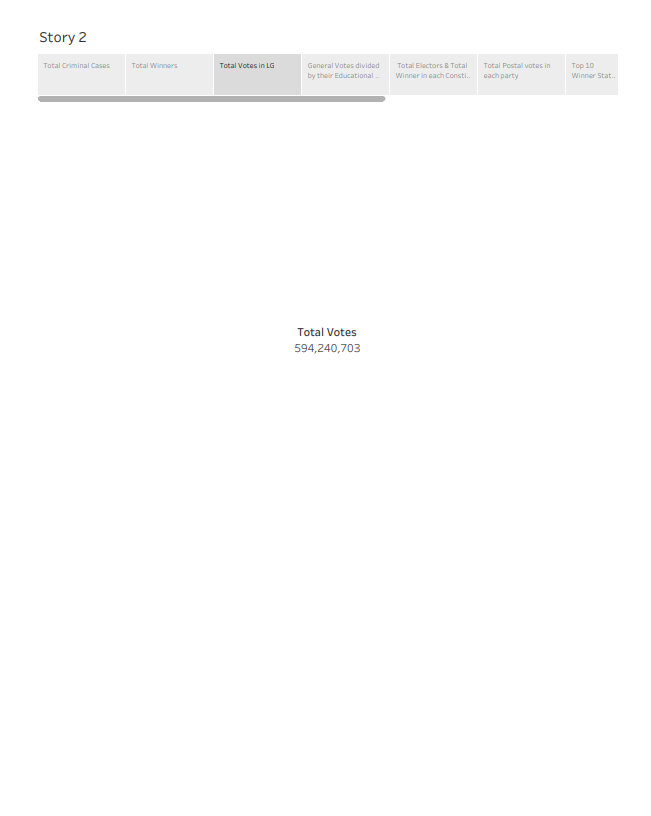 Story 2
Total Criminal Cases
Total Winners
Total Votes in LG
General Votes divided
by their Educational ..
Total Electors & Total
Winner in each Consti..
Total Postal votes in
each party
Top 10
Winner Stat..
Total Votes
594,240,703